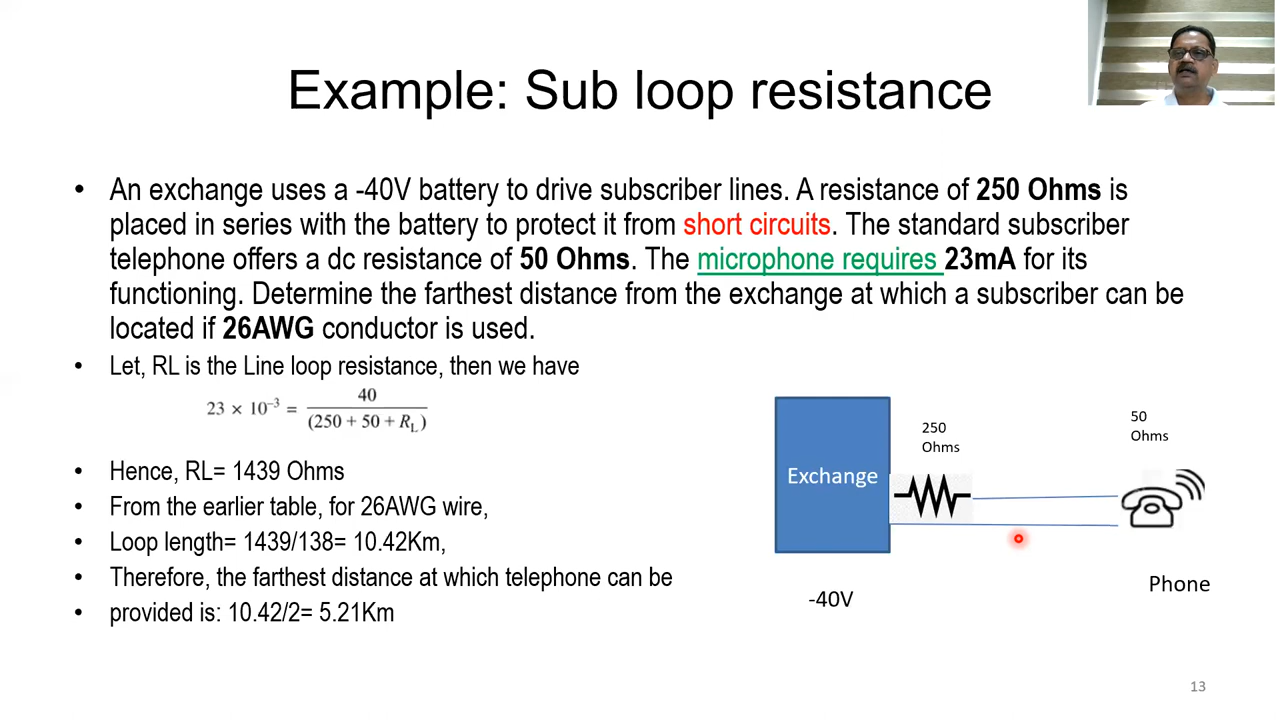 Example: Sub loop resistance
• An exchange uses a -40V battery to drive subscriber lines. A resistance of 250 Ohms is
placed in series with the battery to protect it from short circuits. The standard subscriber
telephone offers a dc resistance of 50 Ohms. The microphone requires 23mA for its
functioning. Determine the farthest distance from the exchange at which a subscriber can be
located if 26AWG conductor is used.
• Let, RL is the Line loop resistance, then we have
23 × 10⁻³ = 40 / (250 + 50 + R_L)
• Hence, RL= 1439 Ohms
• From the earlier table, for 26AWG wire,
• Loop length= 1439/138= 10.42Km,
• Therefore, the farthest distance at which telephone can be
• provided is: 10.42/2= 5.21Km
250
Ohms
50
Ohms
Exchange
-40V
Phone
13